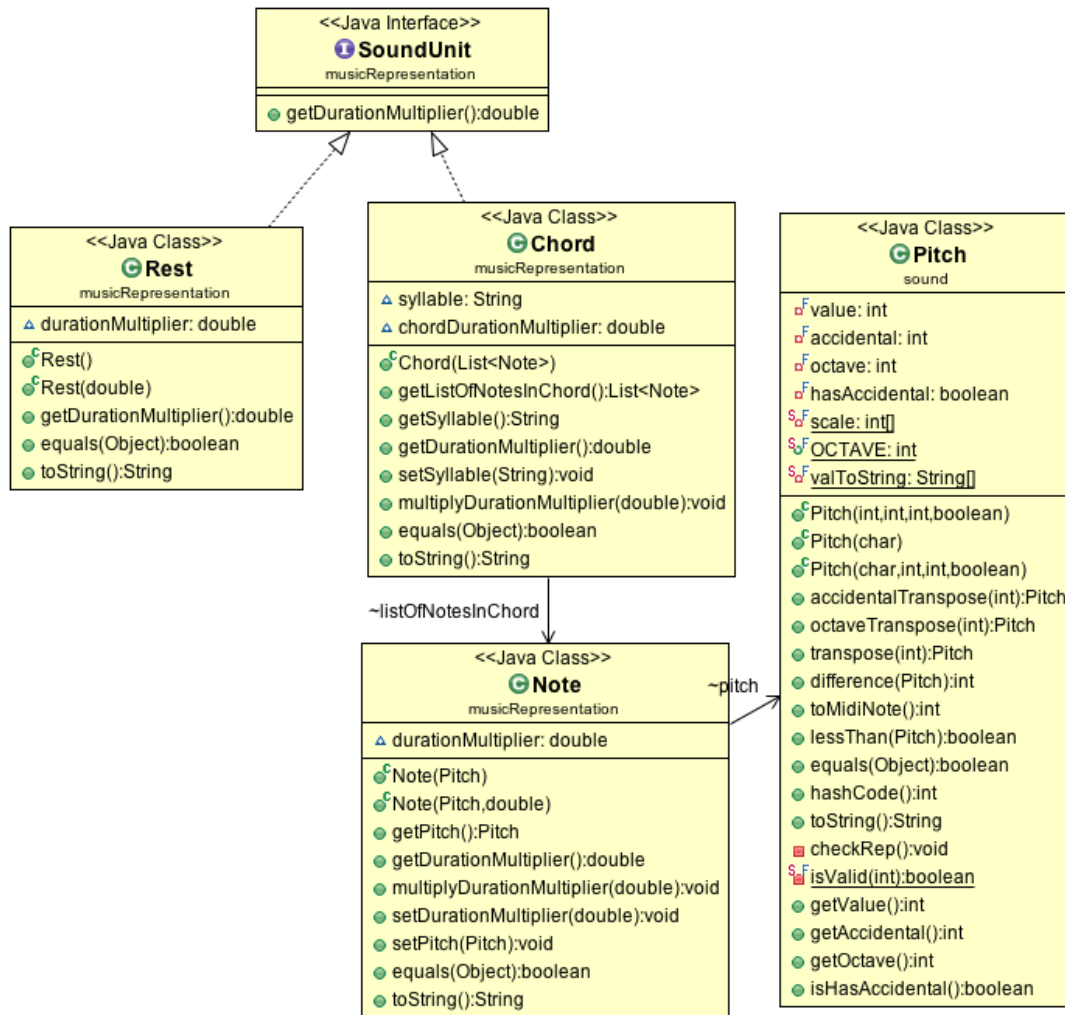 <<Java Interface>>
SoundUnit
musicRepresentation
getDurationMultiplier():double
<<Java Class>>
Rest
musicRepresentation
durationMultiplier: double
Rest()
Rest(double)
getDurationMultiplier():double
equals(Object):boolean
toString():String
<<Java Class>>
Chord
musicRepresentation
syllable: String
chordDurationMultiplier: double
Chord(List<Note>)
getListOfNotesInChord():List<Note>
getSyllable():String
getDurationMultiplier():double
setSyllable(String):void
multiplyDurationMultiplier(double):void
equals(Object):boolean
toString():String
~listOfNotesInChord
<<Java Class>>
Note
musicRepresentation
durationMultiplier: double
Note(Pitch)
Note(Pitch,double)
getPitch():Pitch
getDurationMultiplier():double
multiplyDurationMultiplier(double):void
setDurationMultiplier(double):void
setPitch(Pitch):void
equals(Object):boolean
toString():String
~pitch
<<Java Class>>
Pitch
sound
value: int
accidental: int
octave: int
hasAccidental: boolean
scale: int[]
OCTAVE: int
valToString: String[]
Pitch(int,int,int,boolean)
Pitch(char)
Pitch(char,int,int,boolean)
accidentalTranspose(int):Pitch
octaveTranspose(int):Pitch
transpose(int):Pitch
difference(Pitch):int
toMidiNote():int
lessThan(Pitch):boolean
equals(Object):boolean
hashCode():int
toString():String
checkRep():void
isValid(int):boolean
getValue():int
getAccidental():int
getOctave():int
isHasAccidental():boolean